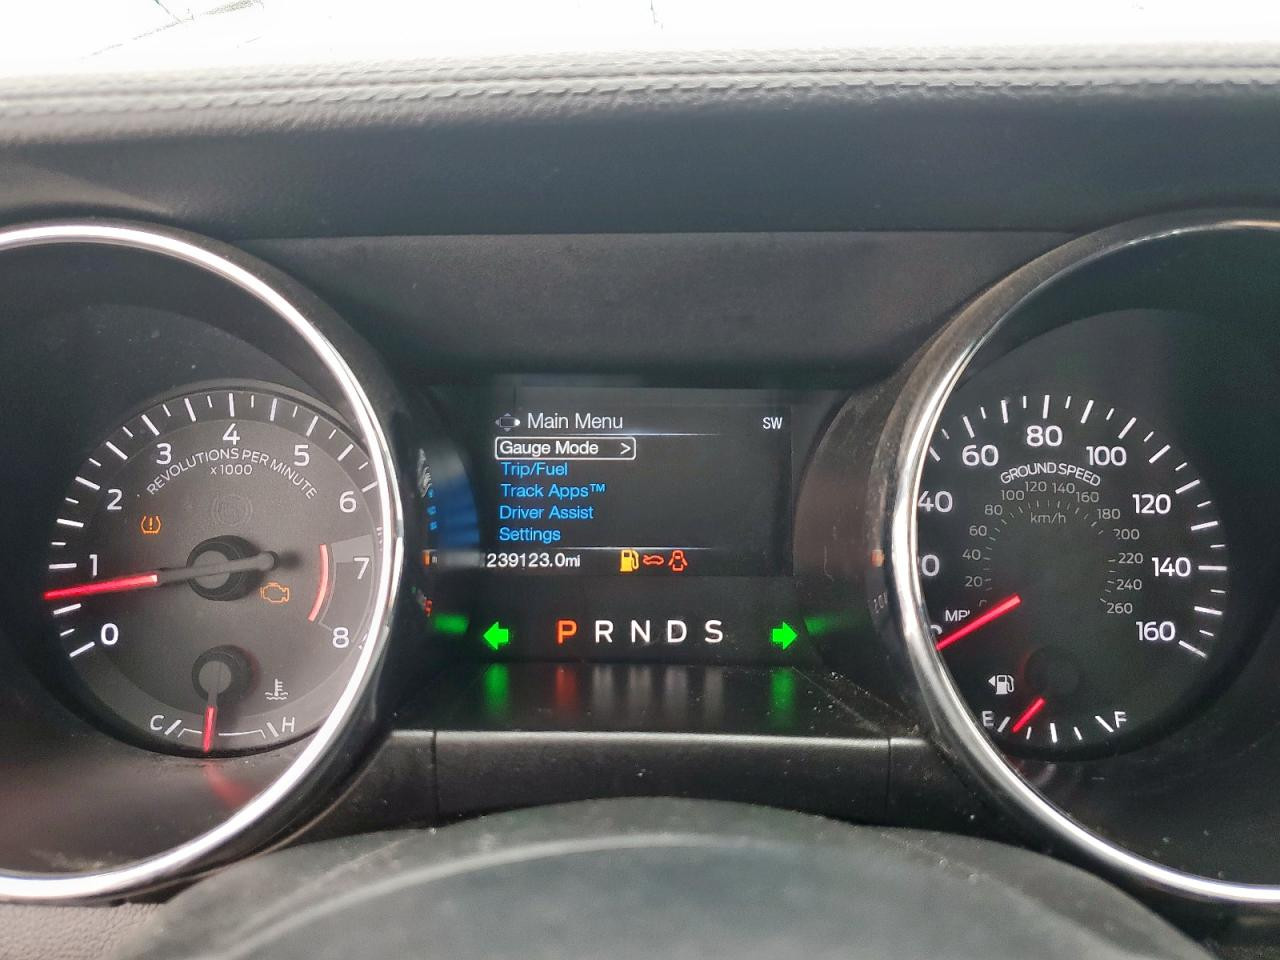 Main Menu SW
Gauge Mode >
Trip/Fuel
Track Apps™
Driver Assist
Settings
239123.0mi
P R N D S
0
1
2
3
4
5
6
7
8
REVOLUTIONS PER MINUTE
x 1000
C H
40
60
80
100
120
140
160
GROUND SPEED
20
40
60
80
100
120
140
160
180
200
220
240
260
km/h
E F